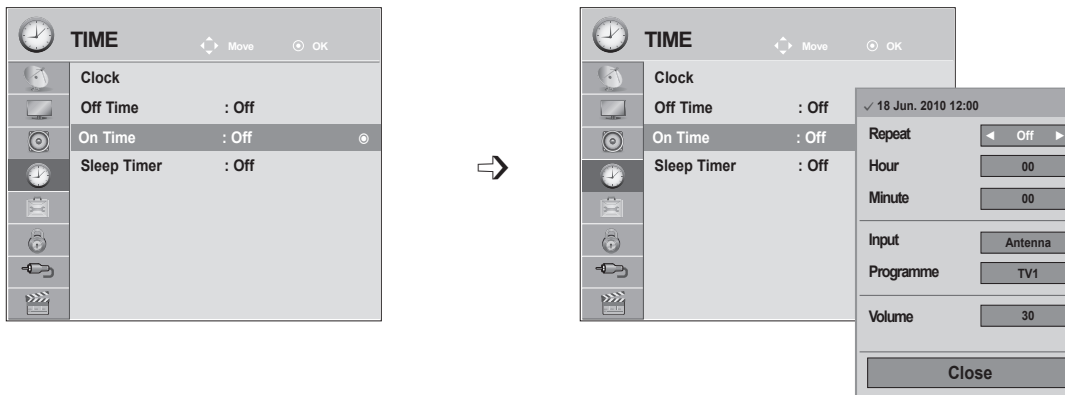 TIME Move OK
Clock
Off Time : Off
On Time : Off
Sleep Timer : Off
TIME Move OK
Clock
Off Time : Off
On Time : Off
Sleep Timer : Off
✓ 18 Jun. 2010 12:00
Repeat ◄ Off ►
Hour 00
Minute 00
Input Antenna
Programme TV1
Volume 30
Close